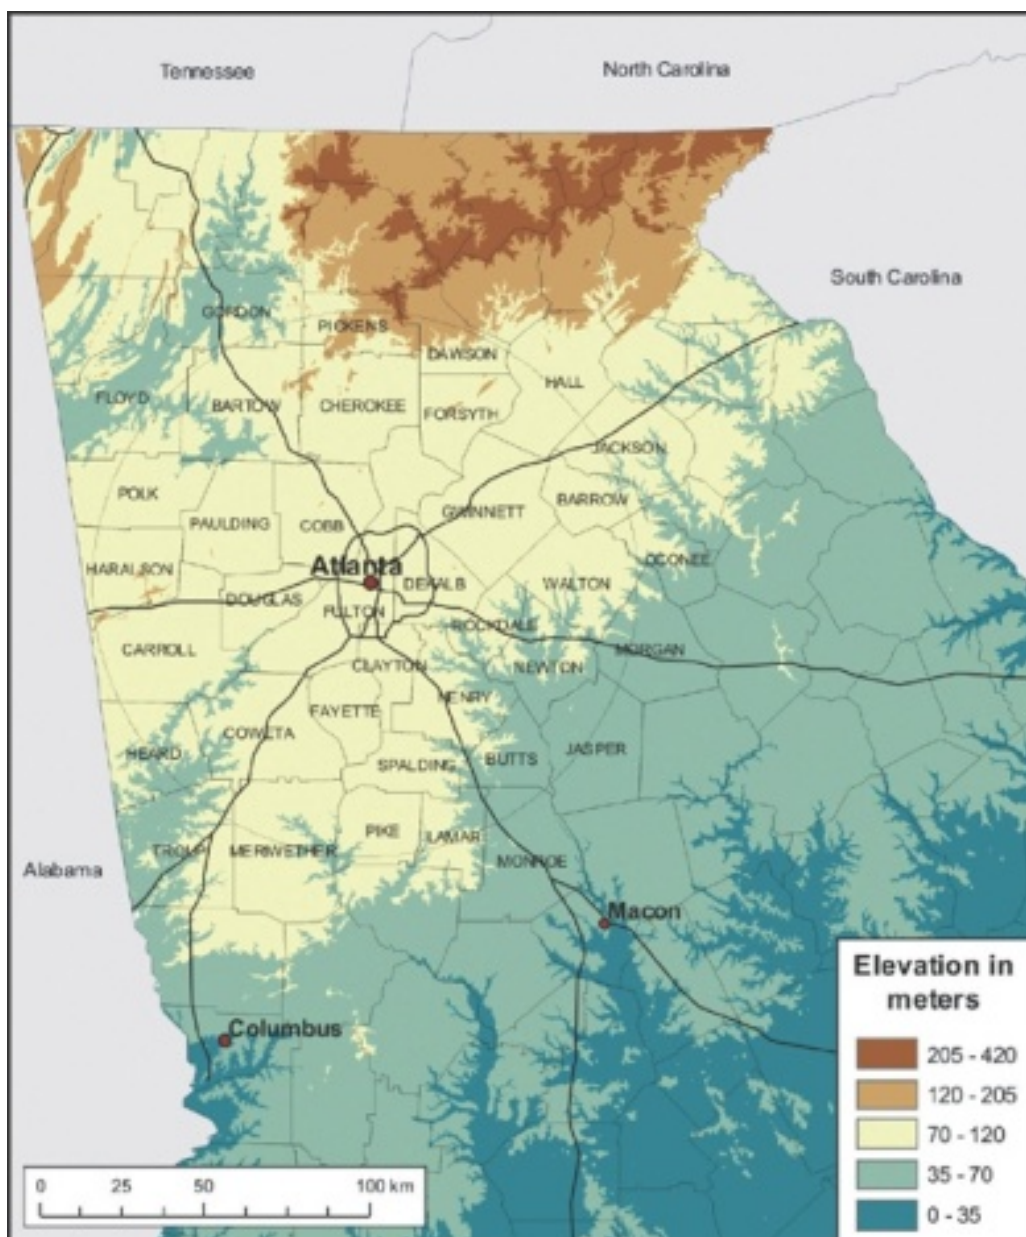 Tennessee
North Carolina
South Carolina
GORDON
PICKENS
DAWSON
HALL
FLOYD
BARTOW
CHEROKEE
FORSYTH
JACKSON
POLK
BARROW
PAULDING
COBB
GWINNETT
OCONEE
HARALSON
Atlanta
DEKALB
WALTON
DOUGLAS
FULTON
ROCKDALE
CARROLL
CLAYTON
NEWTON
MORGAN
HENRY
FAYETTE
COWETA
HEARD
SPALDING
BUTTS
JASPER
PIKE
LAMAR
TROUP
MERIWETHER
MONROE
Alabama
Macon
Columbus
Elevation in
meters
205 - 420
120 - 205
70 - 120
35 - 70
0 - 35
0 25 50 100 km